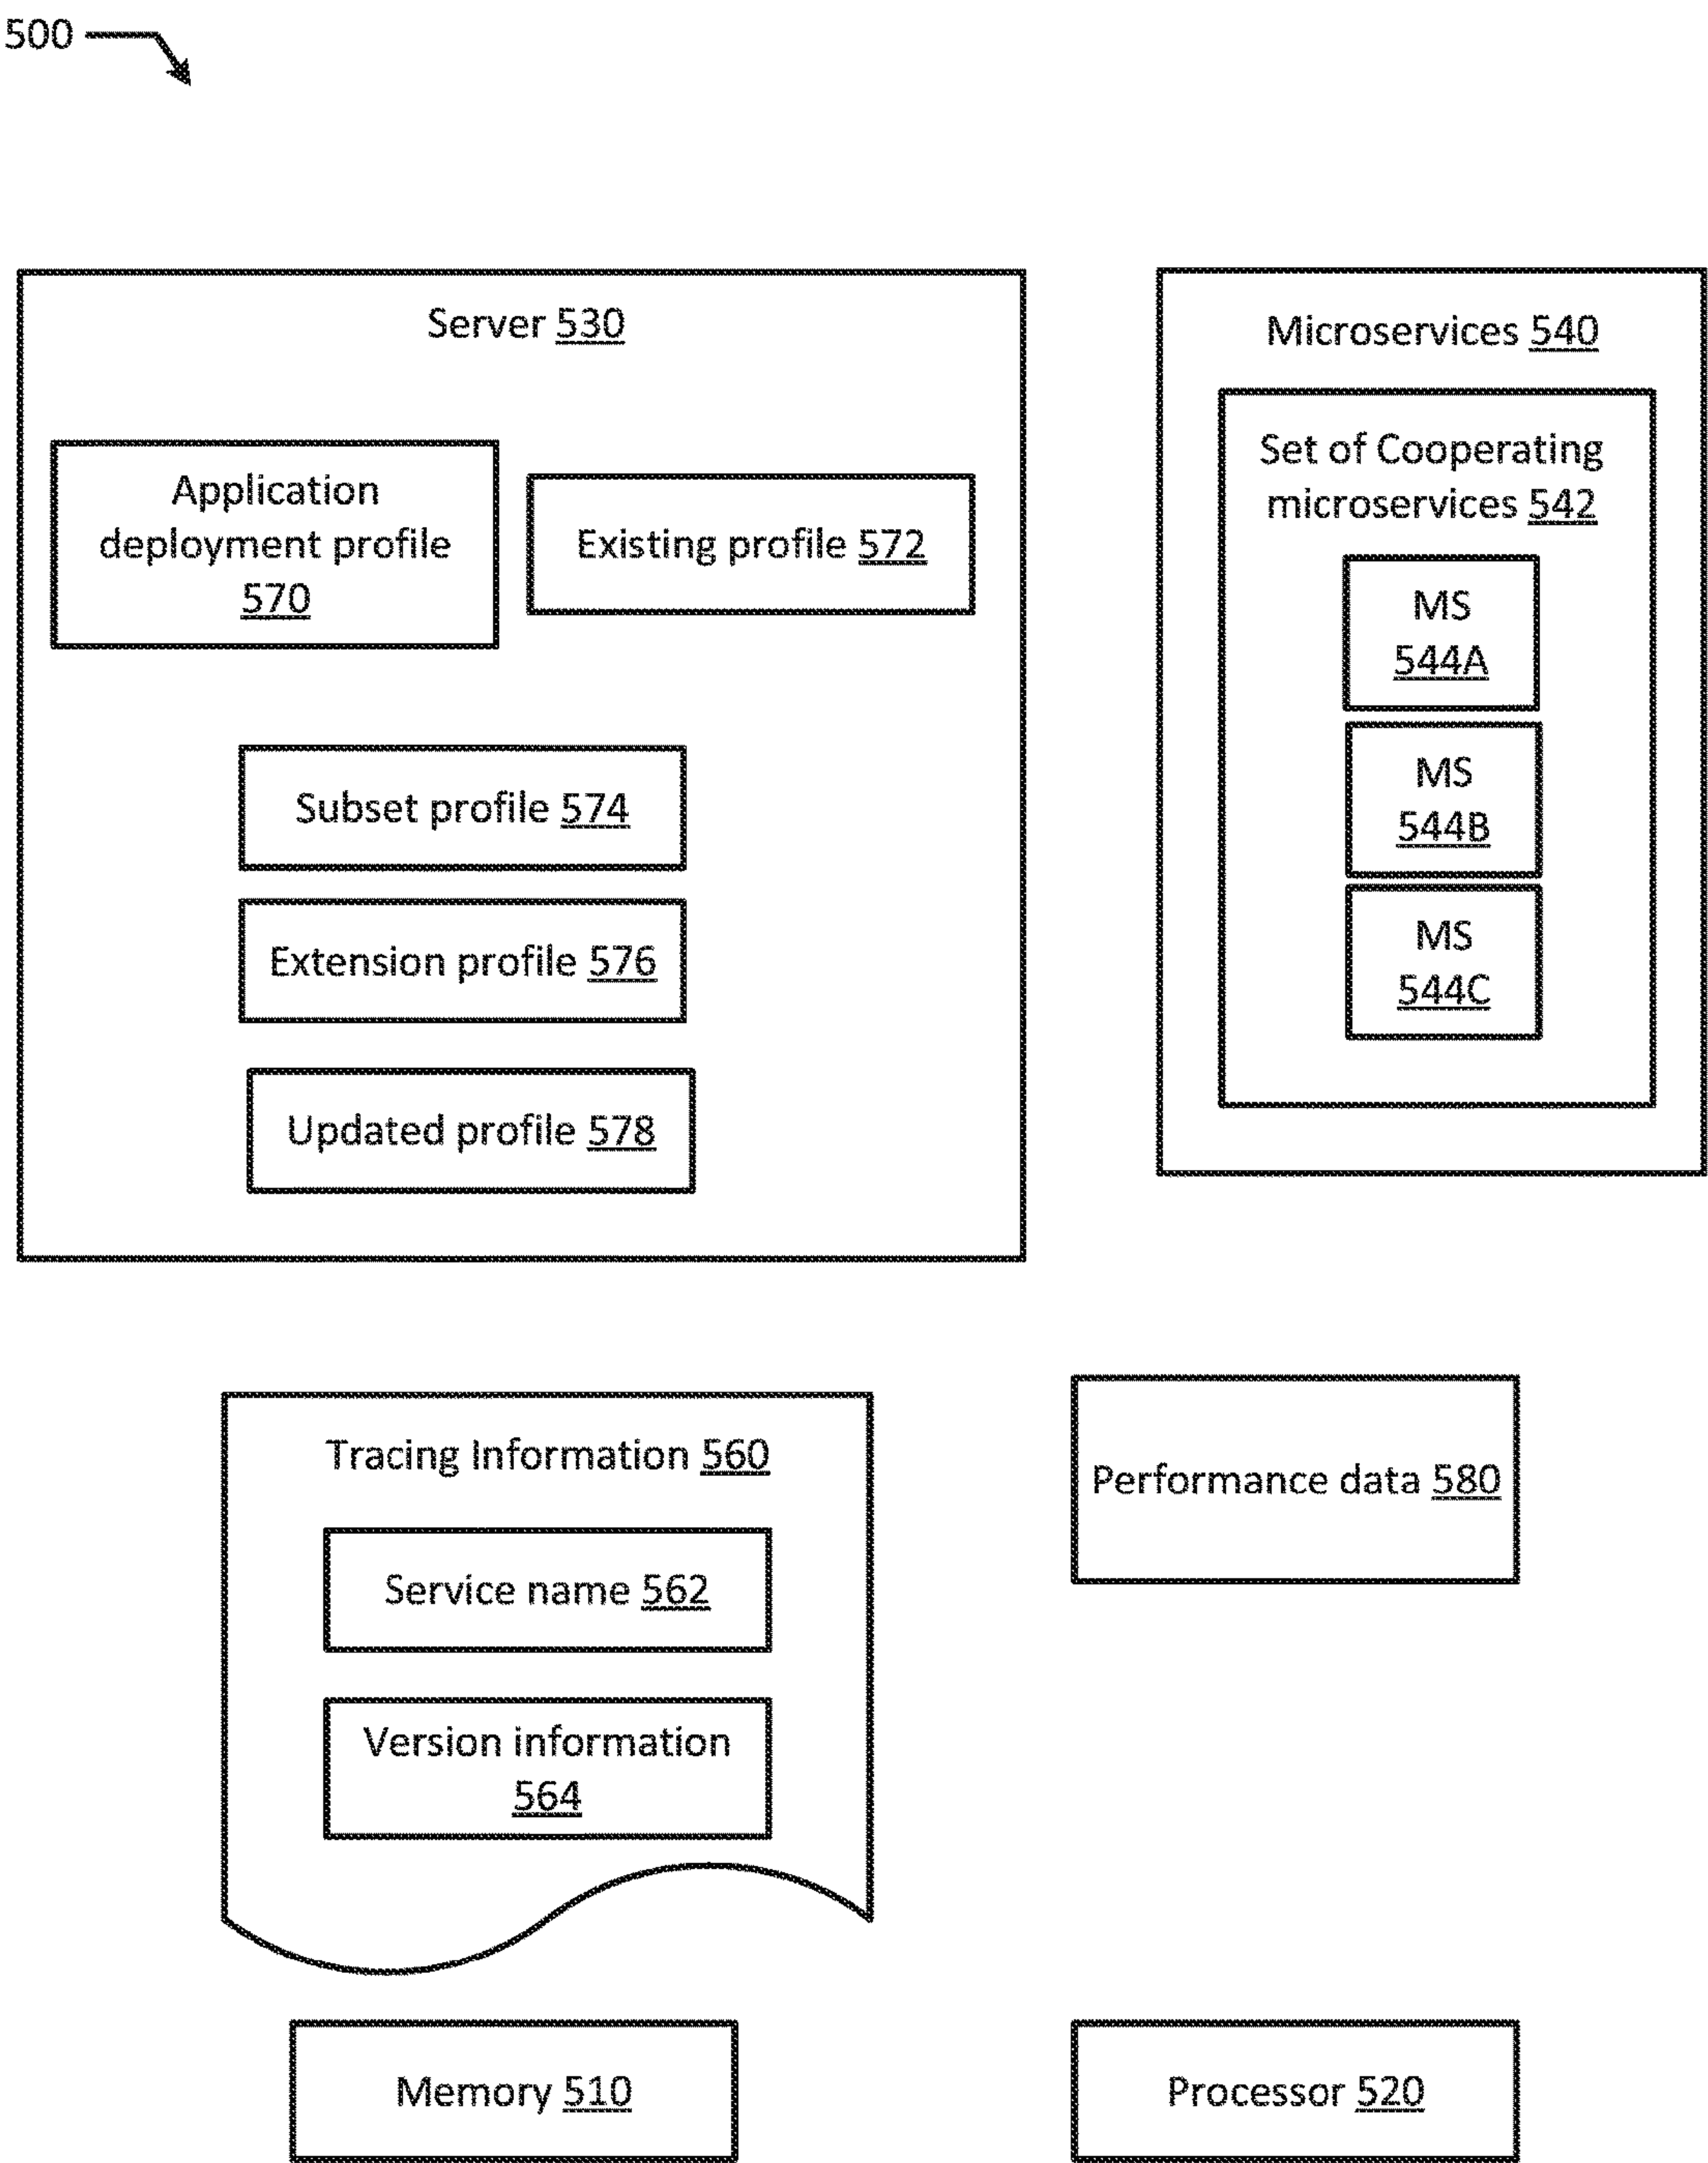 500
Server 530
Application
deployment profile
570
Existing profile 572
Subset profile 574
Extension profile 576
Updated profile 578
Microservices 540
Set of Cooperating
microservices 542
MS
544A
MS
544B
MS
544C
Tracing Information 560
Service name 562
Version information
564
Performance data 580
Memory 510
Processor 520